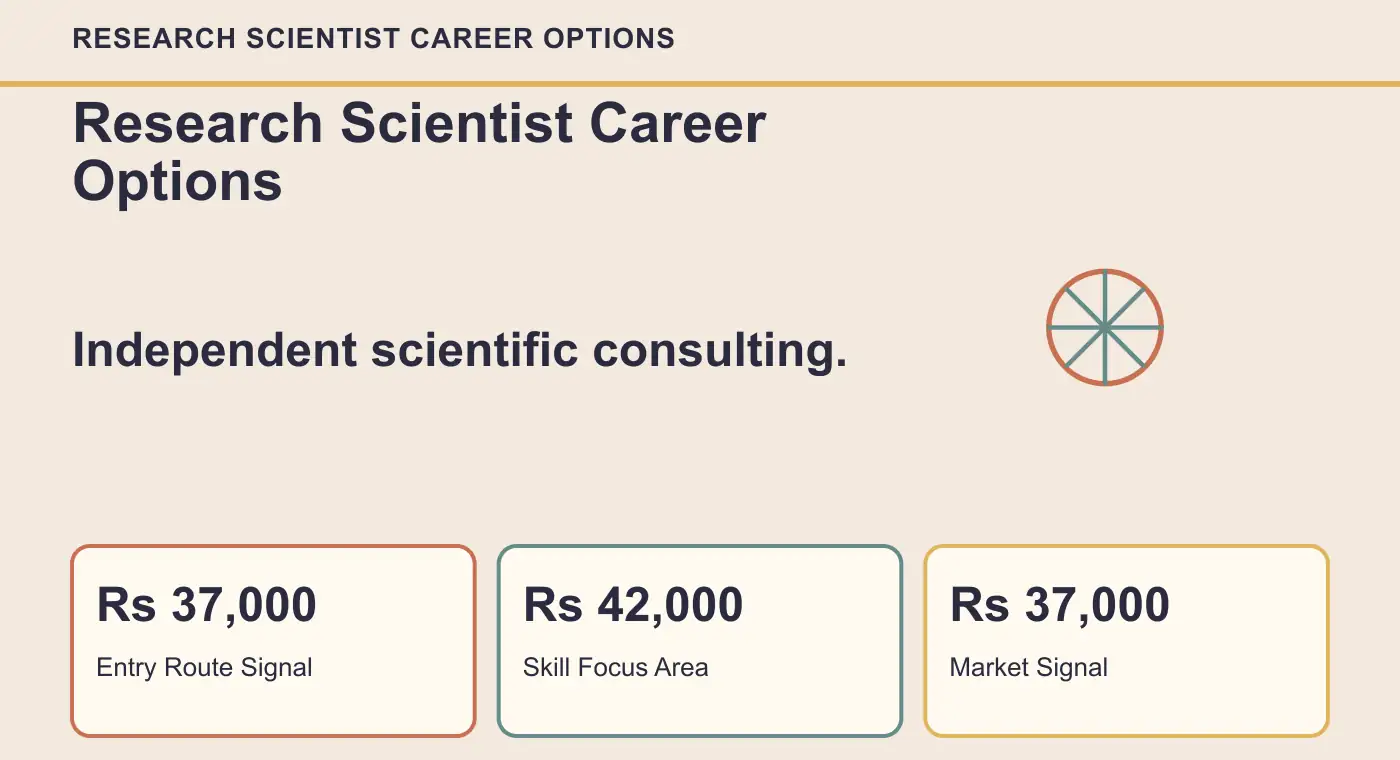 RESEARCH SCIENTIST CAREER OPTIONS
Research Scientist Career
Options
Independent scientific consulting.
Rs 37,000
Entry Route Signal
Rs 42,000
Skill Focus Area
Rs 37,000
Market Signal